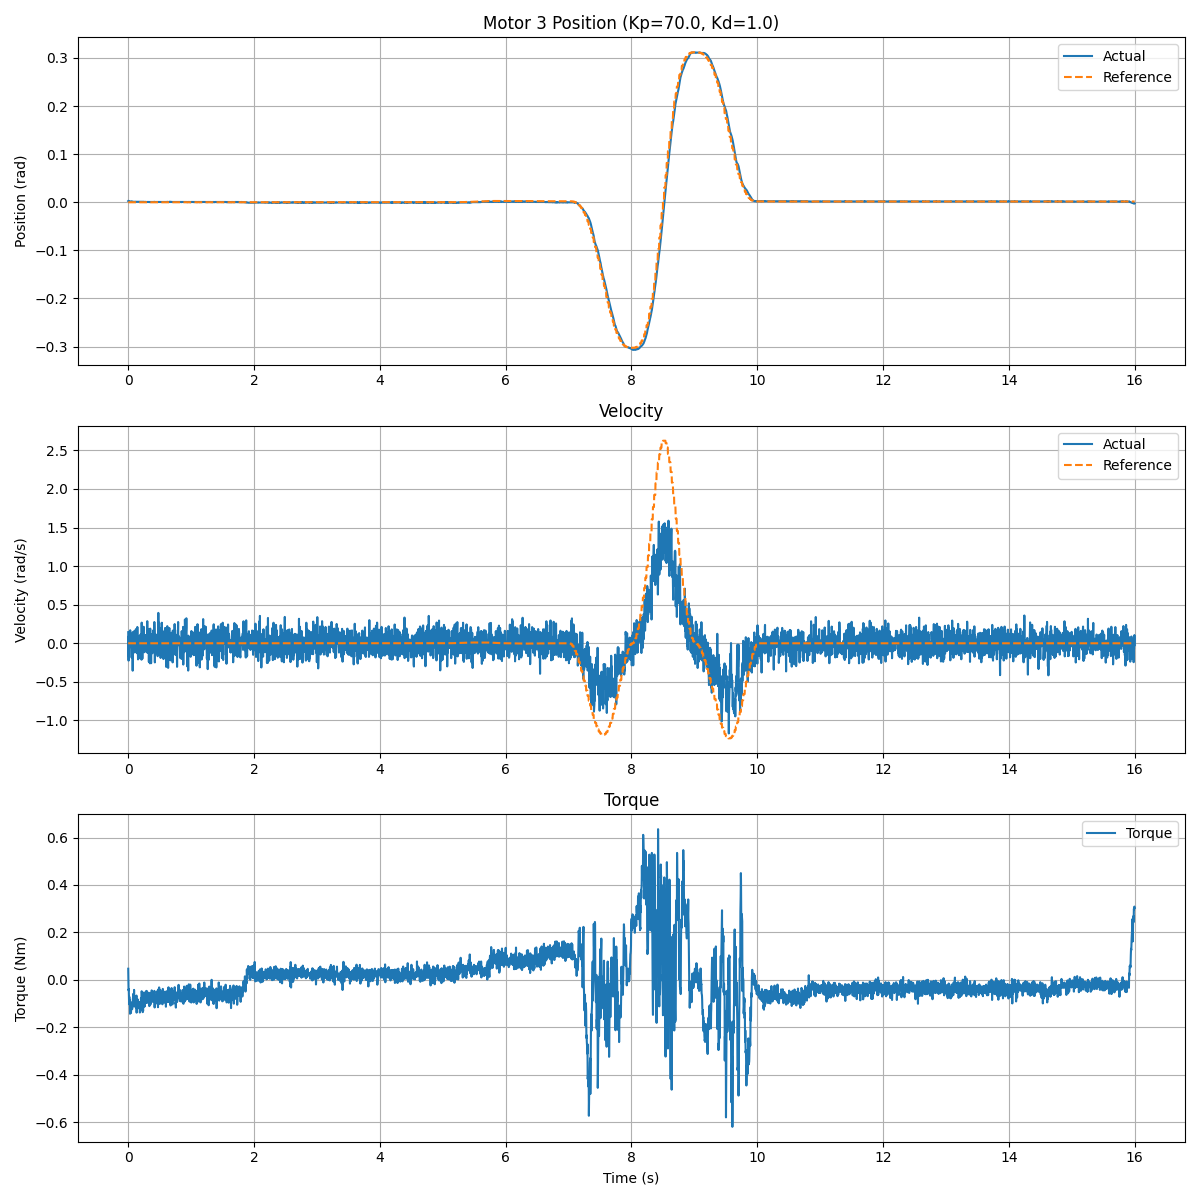 Motor 3 Position (Kp=70.0, Kd=1.0)
Position (rad)
0.3
0.2
0.1
0.0
−0.1
−0.2
−0.3
Actual
Reference
0 2 4 6 8 10 12 14 16
Velocity
Velocity (rad/s)
2.5
2.0
1.5
1.0
0.5
0.0
−0.5
−1.0
Actual
Reference
0 2 4 6 8 10 12 14 16
Torque
Torque (Nm)
0.6
0.4
0.2
0.0
−0.2
−0.4
−0.6
Torque
0 2 4 6 8 10 12 14 16
Time (s)